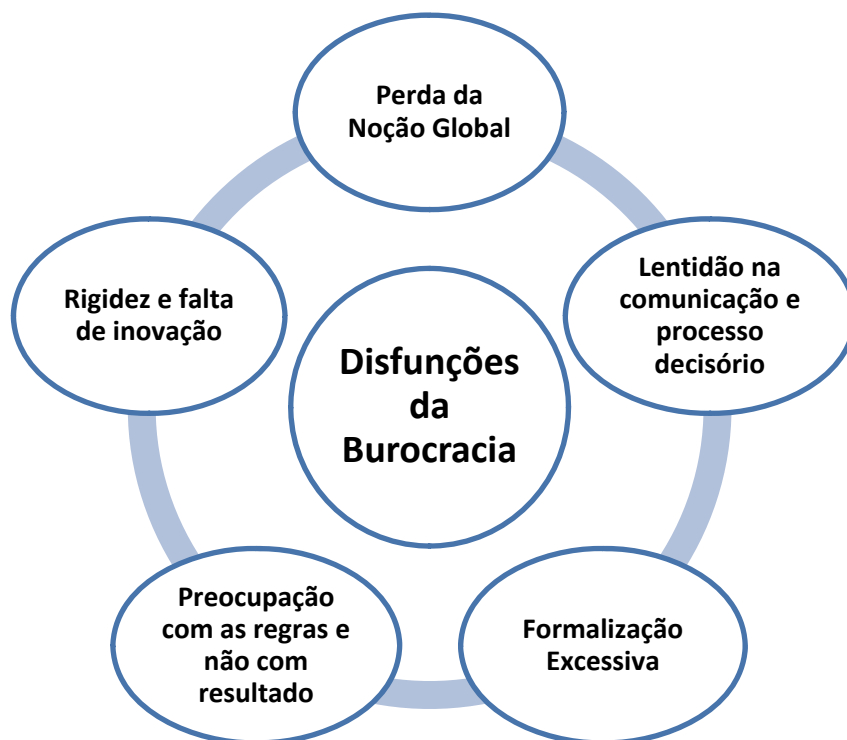 Perda da
Noção Global
Lentidão na
comunicação e
processo
decisório
Formalização
Excessiva
Preocupação
com as regras e
não com
resultado
Rigidez e falta
de inovação
Disfunções
da
Burocracia